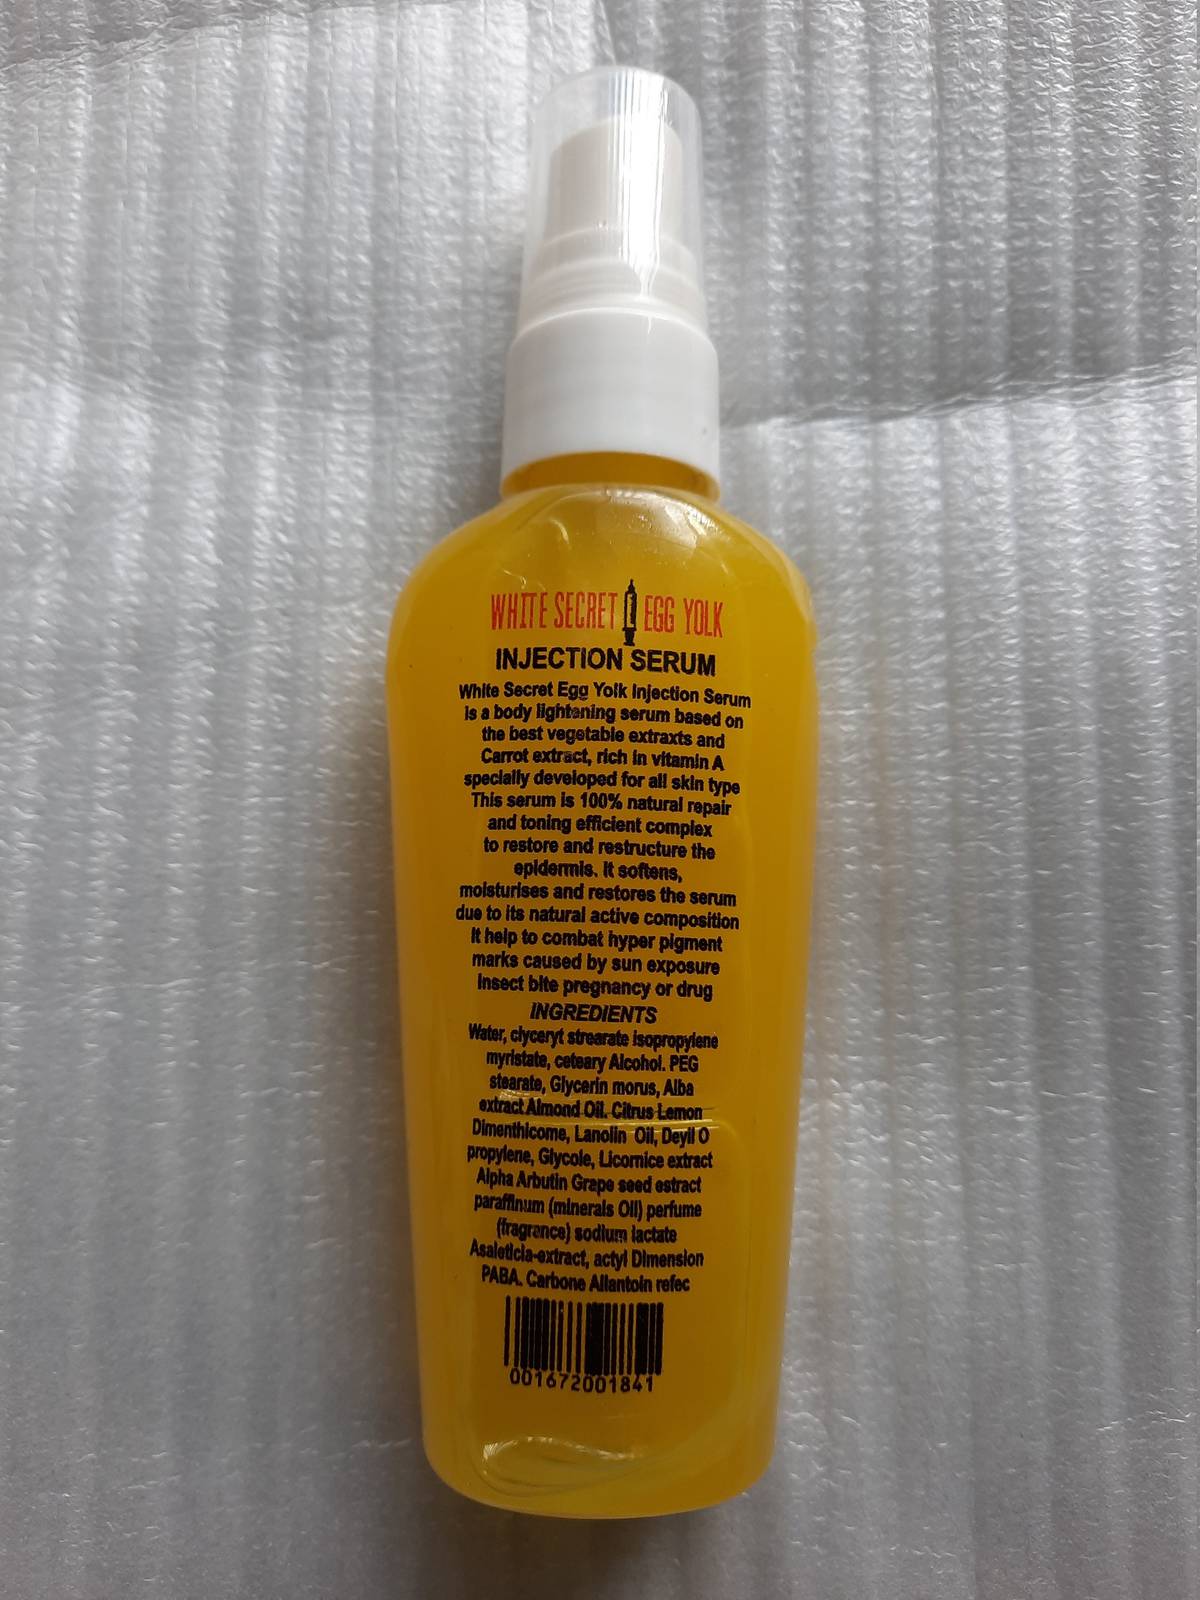 WHITE SECRET EGG YOLK
INJECTION SERUM
White Secret Egg Yolk Injection Serum
is a body lightening serum based on
the best vegetable extraxts and
Carrot extract, rich in vitamin A
specially developed for all skin type
This serum is 100% natural repair
and toning efficient complex
to restore and restructure the
epidermis. It softens,
moisturises and restores the serum
due to its natural active composition
It help to combat hyper pigment
marks caused by sun exposure
insect bite pregnancy or drug
INGREDIENTS
Water, clyceryt strearate isopropylene
myristate, ceteary Alcohol. PEG
stearate, Glycerin morus, Alba
extract Almond Oil. Citrus Lemon
Dimenthicome, Lanolin Oil, Deyil O
propylene, Glycole, Licornice extract
Alpha Arbutin Grape seed estract
paraffinum (minerals Oil) perfume
(fragrance) sodium lactate
Asaleticia-extract, actyl Dimension
PABA. Carbone Allantoin refec
001672001841